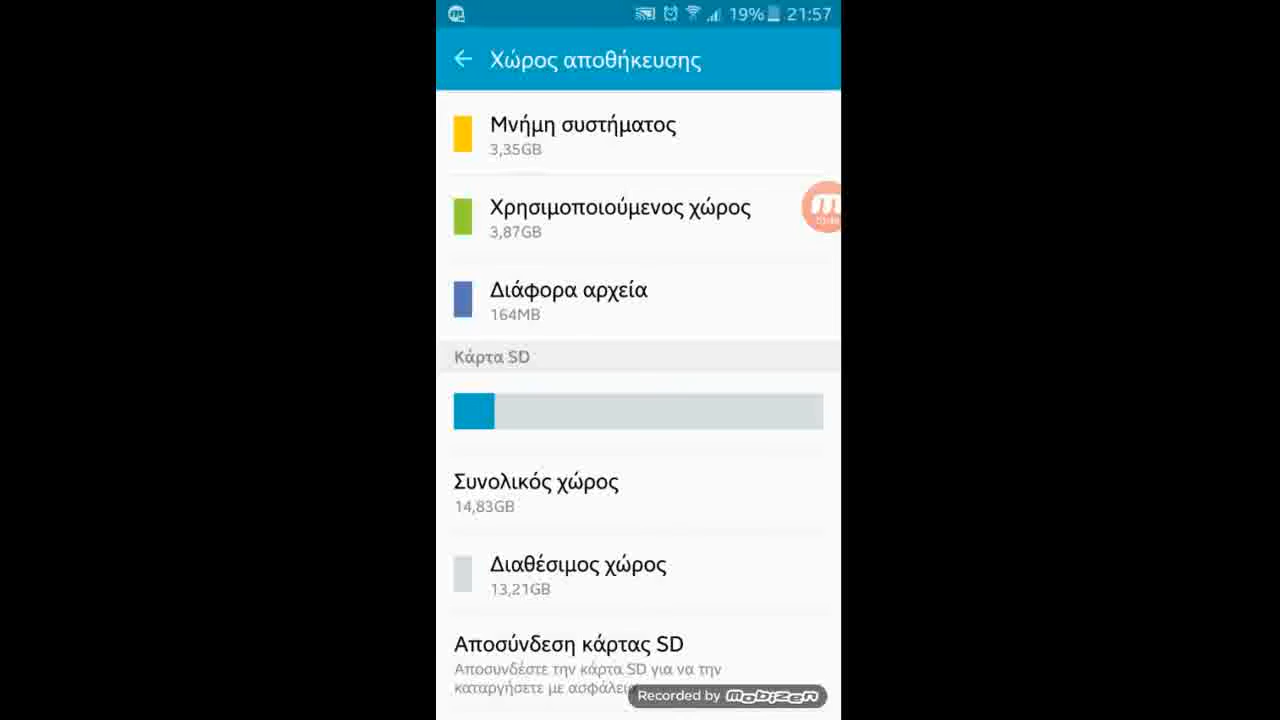 19% 21:57
Χώρος αποθήκευσης
Μνήμη συστήματος
3,35GB
Χρησιμοποιούμενος χώρος
3,87GB
Διάφορα αρχεία
164MB
Κάρτα SD
Συνολικός χώρος
14,83GB
Διαθέσιμος χώρος
13,21GB
Αποσύνδεση κάρτας SD
Αποσυνδέστε την κάρτα SD για να την
καταργήσετε με ασφάλεια
Recorded by Mobizen